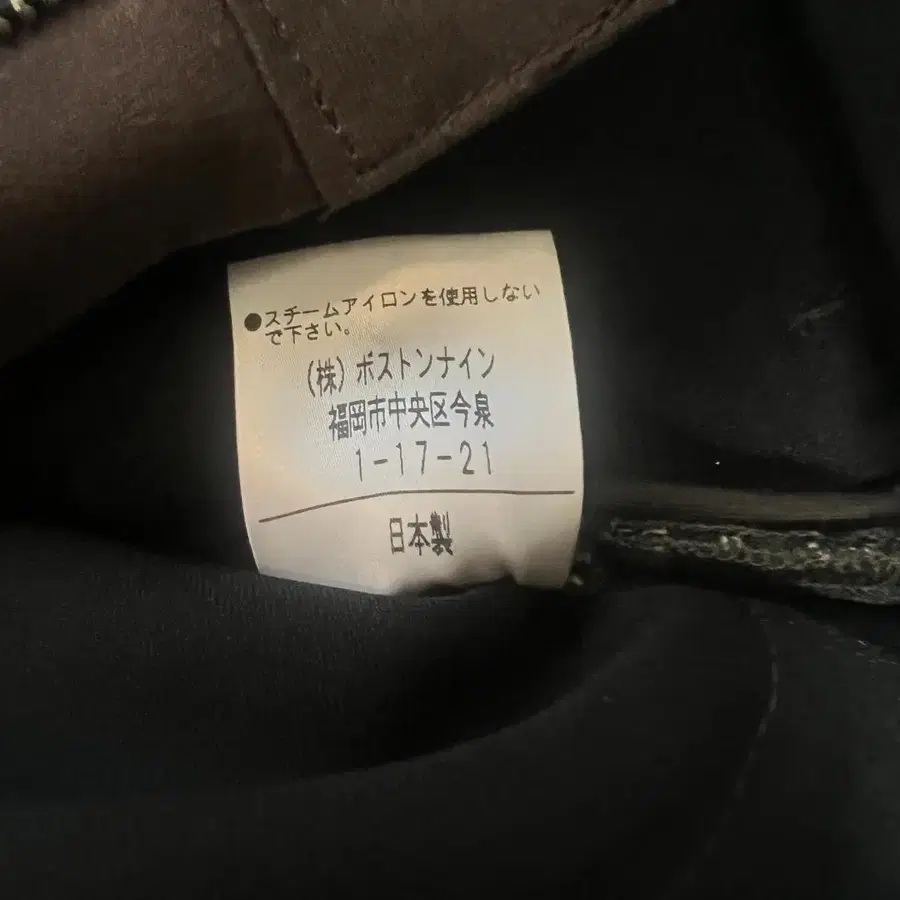 ●スチームアイロンを使用しない
で下さい。
(株)ボストンナイン
福岡市中央区今泉
1-17-21
日本製